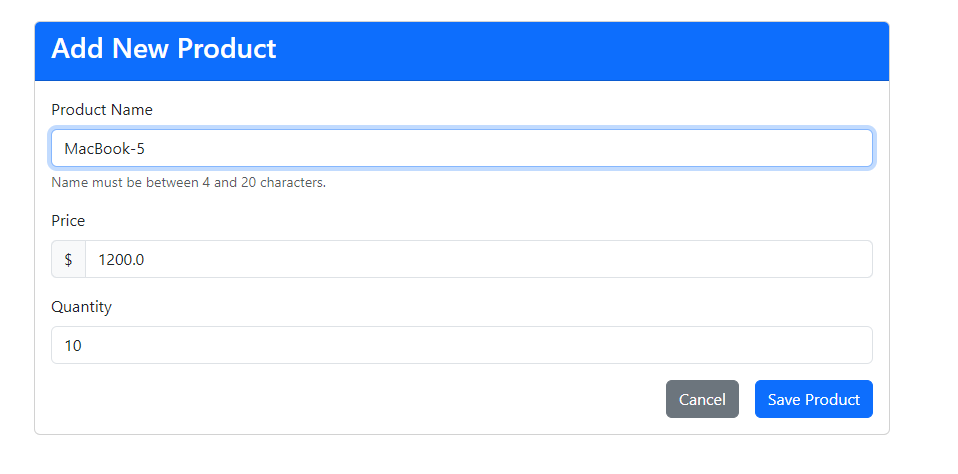 Add New Product
Product Name
MacBook-5
Name must be between 4 and 20 characters.
Price
$ 1200.0
Quantity
10
Cancel Save Product